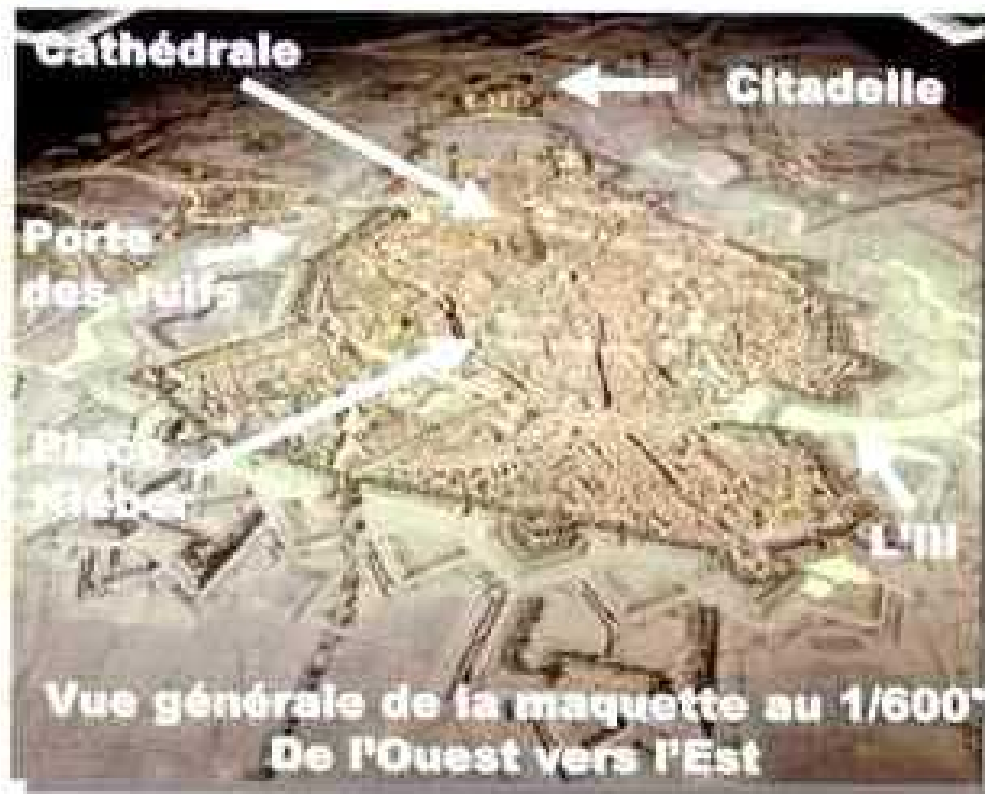 Cathédrale
Citadelle
Porte
des Juifs
Place
Kléber
L'Ill
Vue générale de la maquette au 1/600°
De l'Ouest vers l'Est